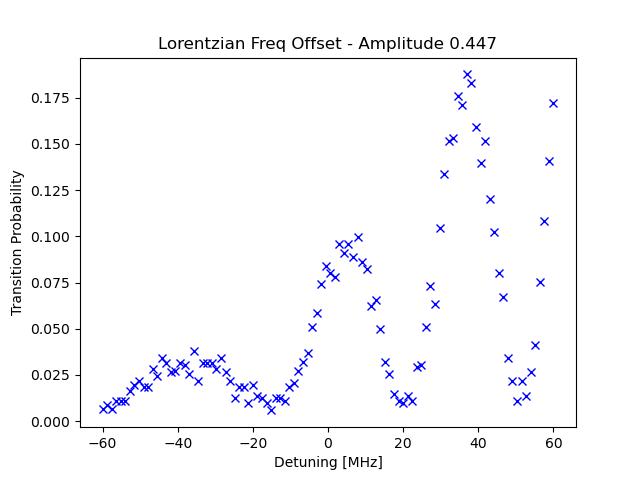 Lorentzian Freq Offset - Amplitude 0.447
Transition Probability
0.175
0.150
0.125
0.100
0.075
0.050
0.025
0.000
−60 −40 −20 0 20 40 60
Detuning [MHz]